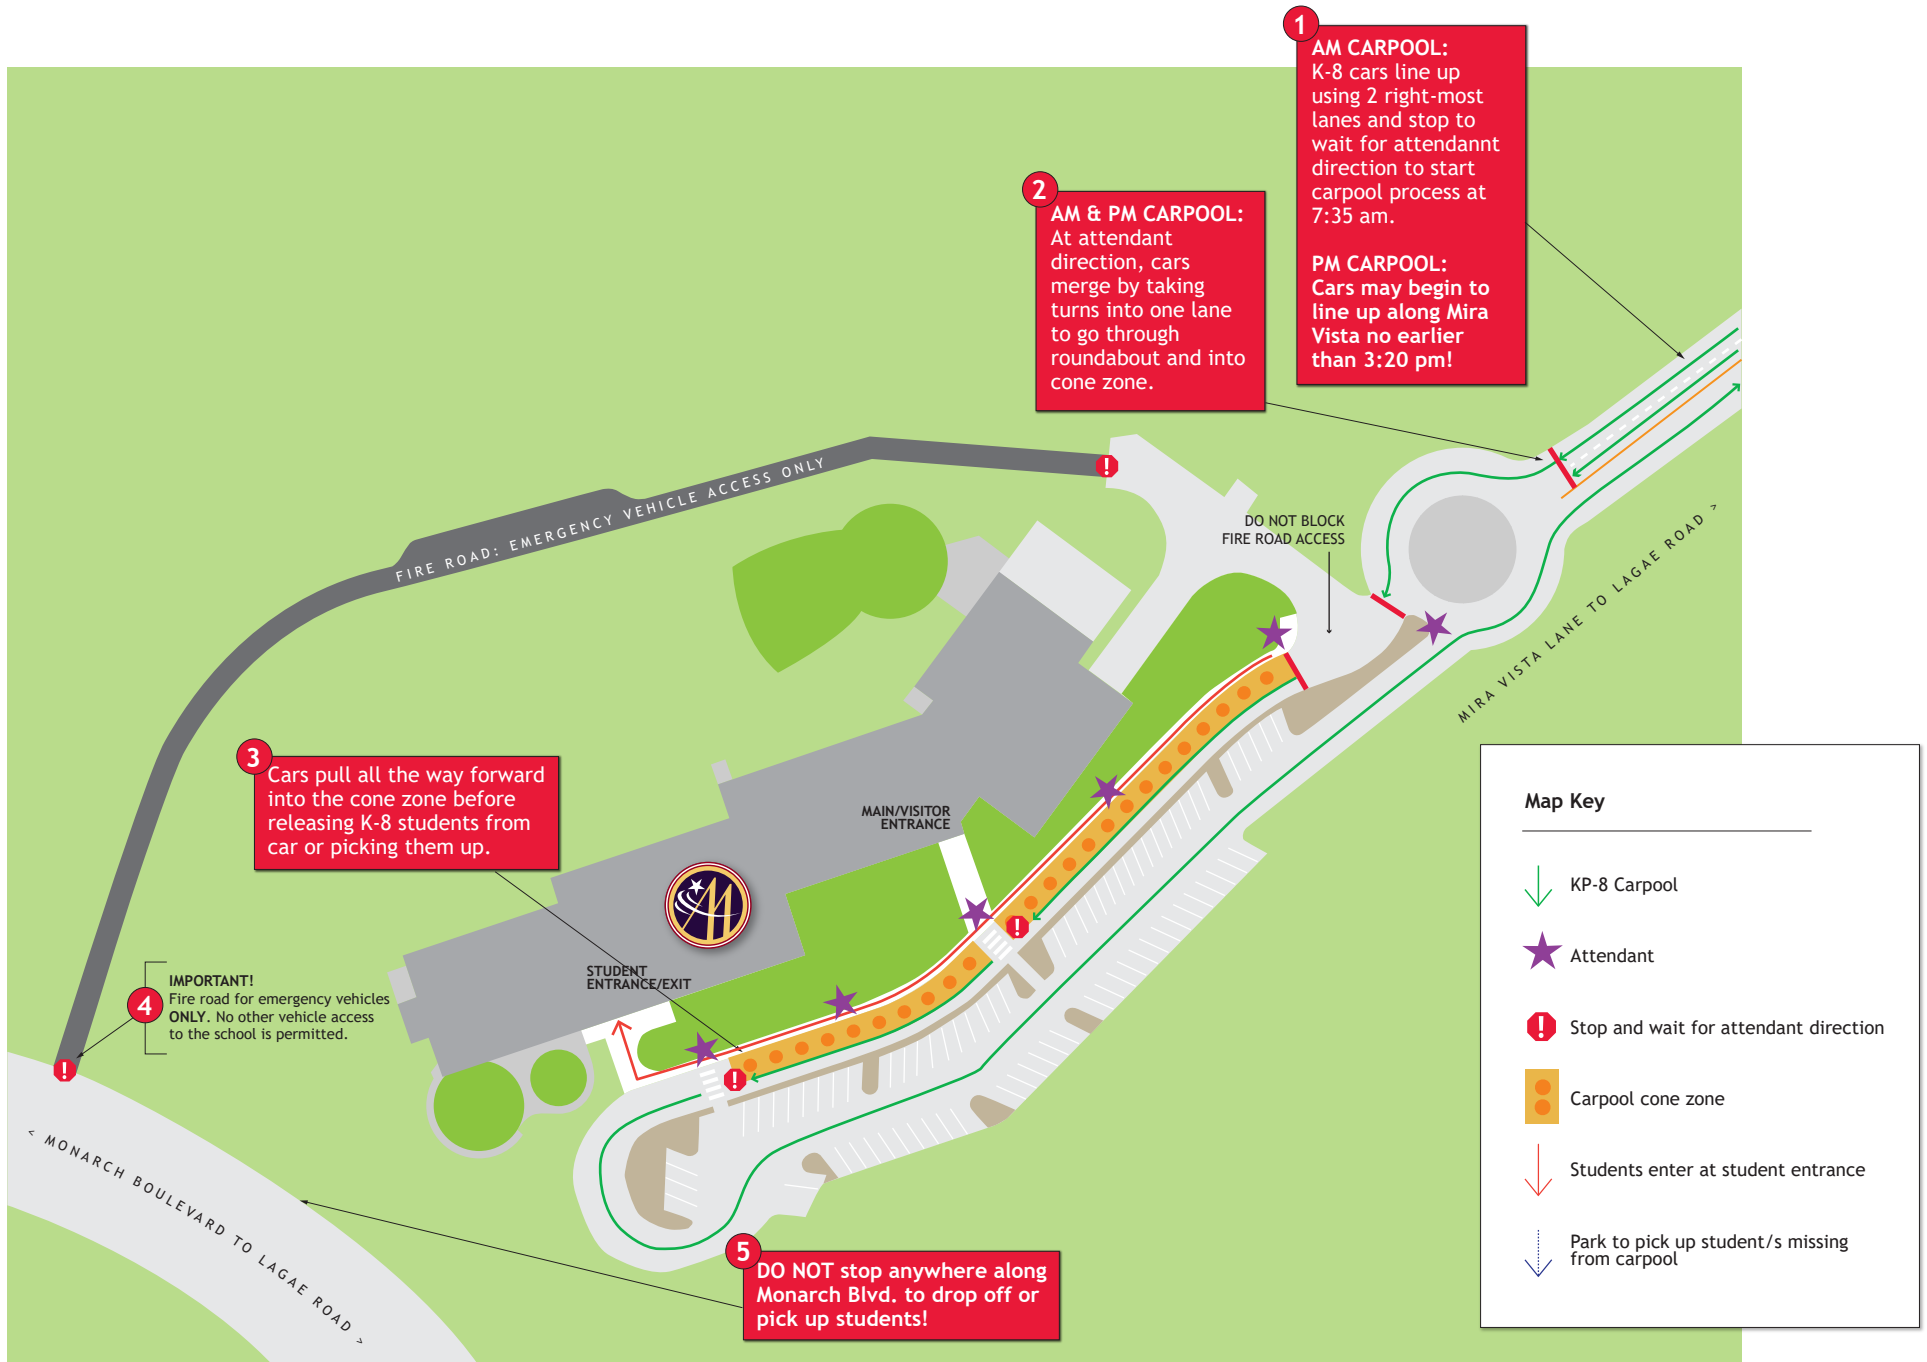 1
AM CARPOOL:
K-8 cars line up
using 2 right-most
lanes and stop to
wait for attendannt
direction to start
carpool process at
7:35 am.
PM CARPOOL:
Cars may begin to
line up along Mira
Vista no earlier
than 3:20 pm!
2
AM & PM CARPOOL:
At attendant
direction, cars
merge by taking
turns into one lane
to go through
roundabout and into
cone zone.
FIRE ROAD: EMERGENCY VEHICLE ACCESS ONLY
!
DO NOT BLOCK
FIRE ROAD ACCESS
MIRA VISTA LANE TO LAGAE ROAD >
3
Cars pull all the way forward
into the cone zone before
releasing K-8 students from
car or picking them up.
MAIN/VISITOR
ENTRANCE
M
!
STUDENT
ENTRANCE/EXIT
4
IMPORTANT!
Fire road for emergency vehicles
ONLY. No other vehicle access
to the school is permitted.
!
!
< MONARCH BOULEVARD TO LAGAE ROAD >
5
DO NOT stop anywhere along
Monarch Blvd. to drop off or
pick up students!
Map Key
KP-8 Carpool
Attendant
! Stop and wait for attendant direction
Carpool cone zone
Students enter at student entrance
Park to pick up student/s missing
from carpool